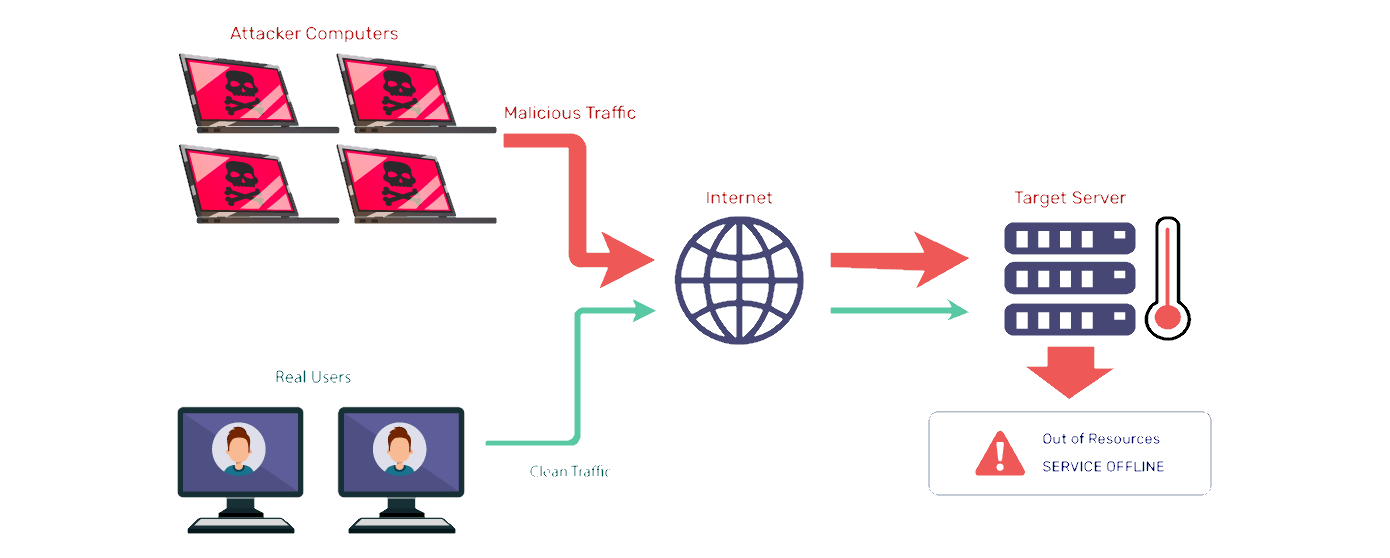 Attacker Computers
Malicious Traffic
Internet
Target Server
Real Users
Clean Traffic
Out of Resources
SERVICE OFFLINE